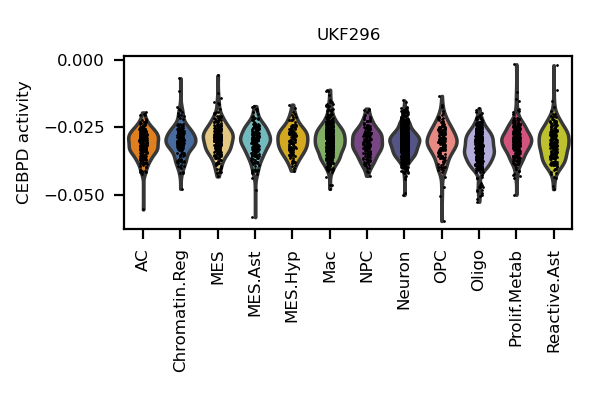 UKF296
CEBPD activity
0.000
−0.025
−0.050
AC
Chromatin.Reg
MES
MES.Ast
MES.Hyp
Mac
NPC
Neuron
OPC
Oligo
Prolif.Metab
Reactive.Ast